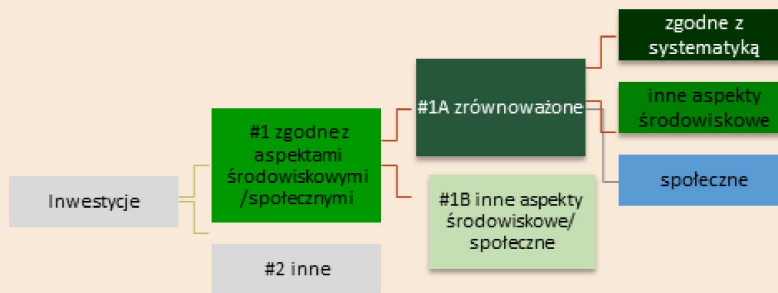 Inwestycje
#1 zgodne z
aspektami
środowiskowymi
/społecznymi
#2 inne
#1A zrównoważone
#1B inne aspekty
środowiskowe/
społeczne
zgodne z
systematyką
inne aspekty
środowiskowe
społeczne